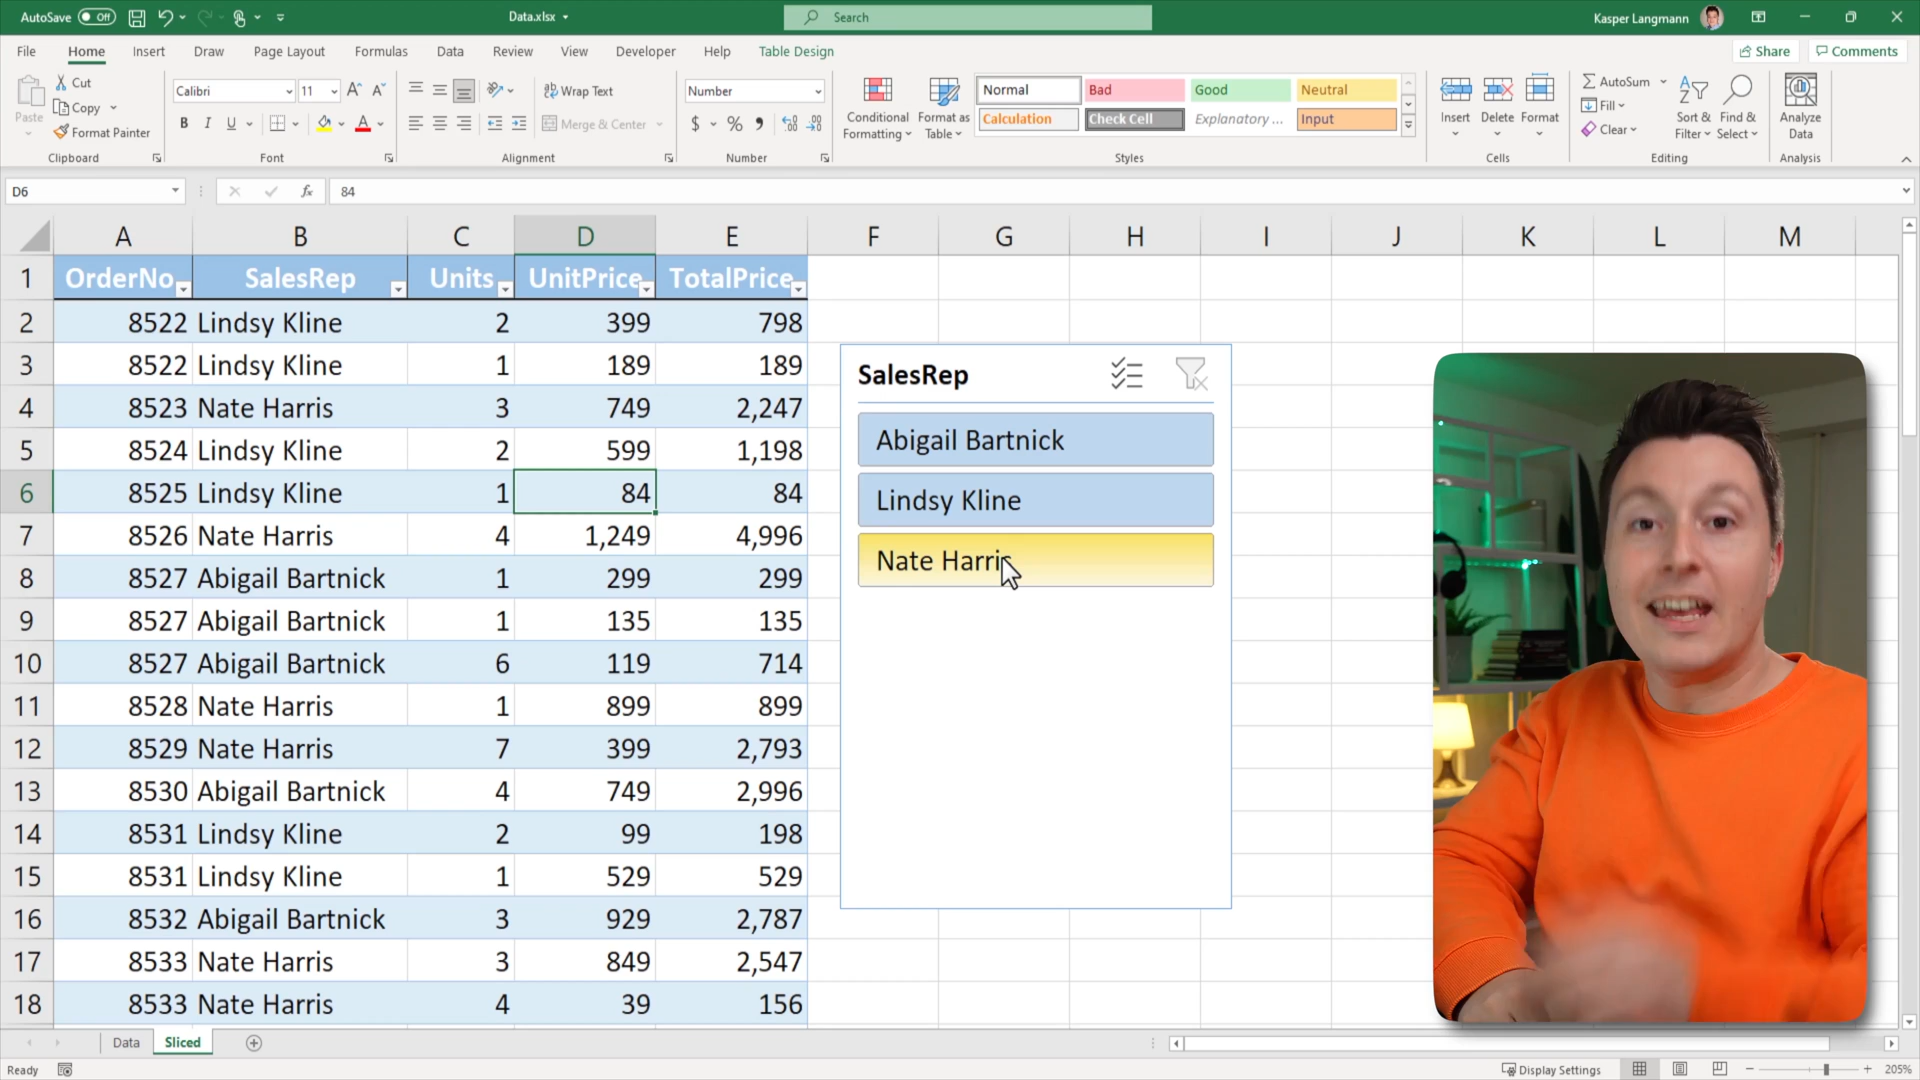 AutoSave Off Data.xlsx Search Kasper Langmann
File Home Insert Draw Page Layout Formulas Data Review View Developer Help Table Design Share Comments
Paste Cut Copy Format Painter
Clipboard
Calibri 11
B I U A
Font
Wrap Text
Merge & Center
Alignment
Number
$ % 9
Number
Conditional Formatting
Format as Table
Normal Bad Good Neutral
Calculation Check Cell Explanatory ... Input
Styles
Insert Delete Format
Cells
AutoSum
Fill
Clear
Sort & Filter
Find & Select
Editing
Analyze Data
Analysis
D6 fx 84
A B C D E F G H I J K L M
1 OrderNo SalesRep Units UnitPrice TotalPrice
2 8522 Lindsy Kline 2 399 798
3 8522 Lindsy Kline 1 189 189
4 8523 Nate Harris 3 749 2,247
5 8524 Lindsy Kline 2 599 1,198
6 8525 Lindsy Kline 1 84 84
7 8526 Nate Harris 4 1,249 4,996
8 8527 Abigail Bartnick 1 299 299
9 8527 Abigail Bartnick 1 135 135
10 8527 Abigail Bartnick 6 119 714
11 8528 Nate Harris 1 899 899
12 8529 Nate Harris 7 399 2,793
13 8530 Abigail Bartnick 4 749 2,996
14 8531 Lindsy Kline 2 99 198
15 8531 Lindsy Kline 1 529 529
16 8532 Abigail Bartnick 3 929 2,787
17 8533 Nate Harris 3 849 2,547
18 8533 Nate Harris 4 39 156
SalesRep
Abigail Bartnick
Lindsy Kline
Nate Harris
Data Sliced
Ready Display Settings 205%